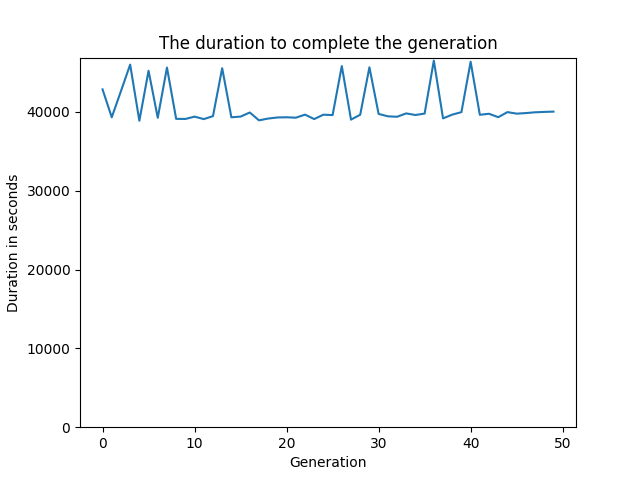 The duration to complete the generation
40000
30000
20000
10000
0
Duration in seconds
0 10 20 30 40 50
Generation